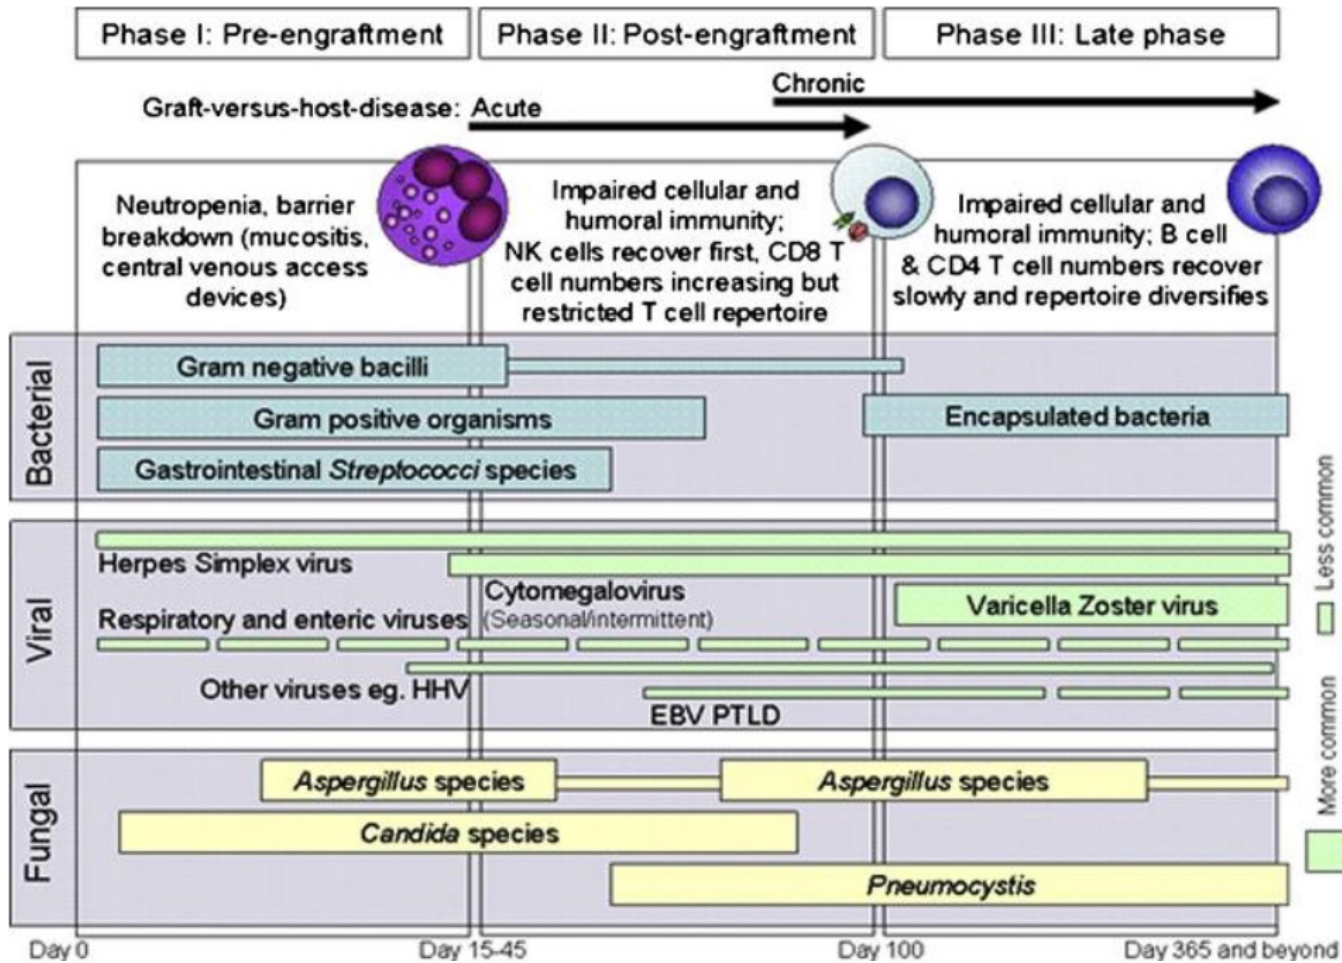 Phase I: Pre-engraftment
Phase II: Post-engraftment
Phase III: Late phase
Chronic
Graft-versus-host-disease: Acute
Neutropenia, barrier
breakdown (mucositis,
central venous access
devices)
Impaired cellular and
humoral immunity;
NK cells recover first, CD8 T
cell numbers increasing but
restricted T cell repertoire
Impaired cellular and
humoral immunity; B cell
& CD4 T cell numbers recover
slowly and repertoire diversifies
Bacterial
Gram negative bacilli
Gram positive organisms
Encapsulated bacteria
Gastrointestinal Streptococci species
Viral
Herpes Simplex virus
Cytomegalovirus
(Seasonal/intermittent)
Varicella Zoster virus
Respiratory and enteric viruses
Other viruses eg. HHV
EBV PTLD
Fungal
Aspergillus species
Aspergillus species
Candida species
Pneumocystis
Less common
More common
Day 0
Day 15-45
Day 100
Day 365 and beyond